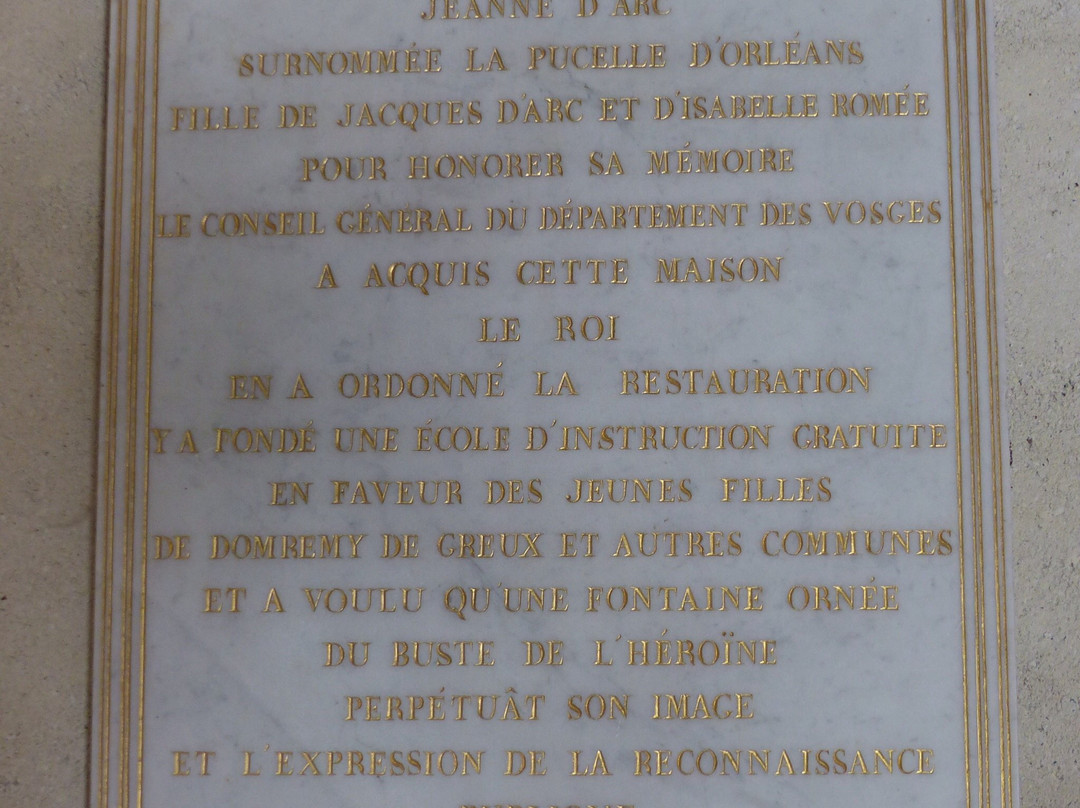 JEANNE D'ARC
SURNOMMÉE LA PUCELLE D'ORLÉANS
FILLE DE JACQUES D'ARC ET D'ISABELLE ROMÉE
POUR HONORER SA MÉMOIRE
LE CONSEIL GÉNÉRAL DU DÉPARTEMENT DES VOSGES
A ACQUIS CETTE MAISON
LE ROI
EN A ORDONNÉ LA RESTAURATION
Y A FONDÉ UNE ÉCOLE D'INSTRUCTION GRATUITE
EN FAVEUR DES JEUNES FILLES
DE DOMREMY DE GREUX ET AUTRES COMMUNES
ET A VOULU QU'UNE FONTAINE ORNÉE
DU BUSTE DE L'HÉROÏNE
PERPÉTUÂT SON IMAGE
ET L'EXPRESSION DE LA RECONNAISSANCE